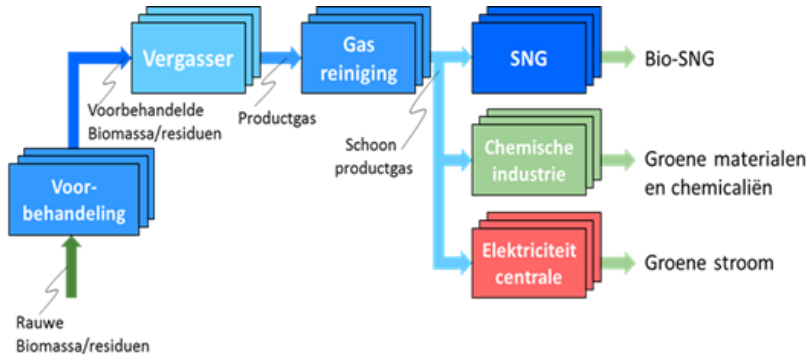 Vergasser
Gas
reiniging
SNG
Bio-SNG
Voorbehandelde
Biomassa/residuen
Productgas
Schoon
productgas
Chemische
industrie
Groene materialen
en chemicaliën
Voor-
behandeling
Elektriciteit
centrale
Groene stroom
Rauwe
Biomassa/residuen